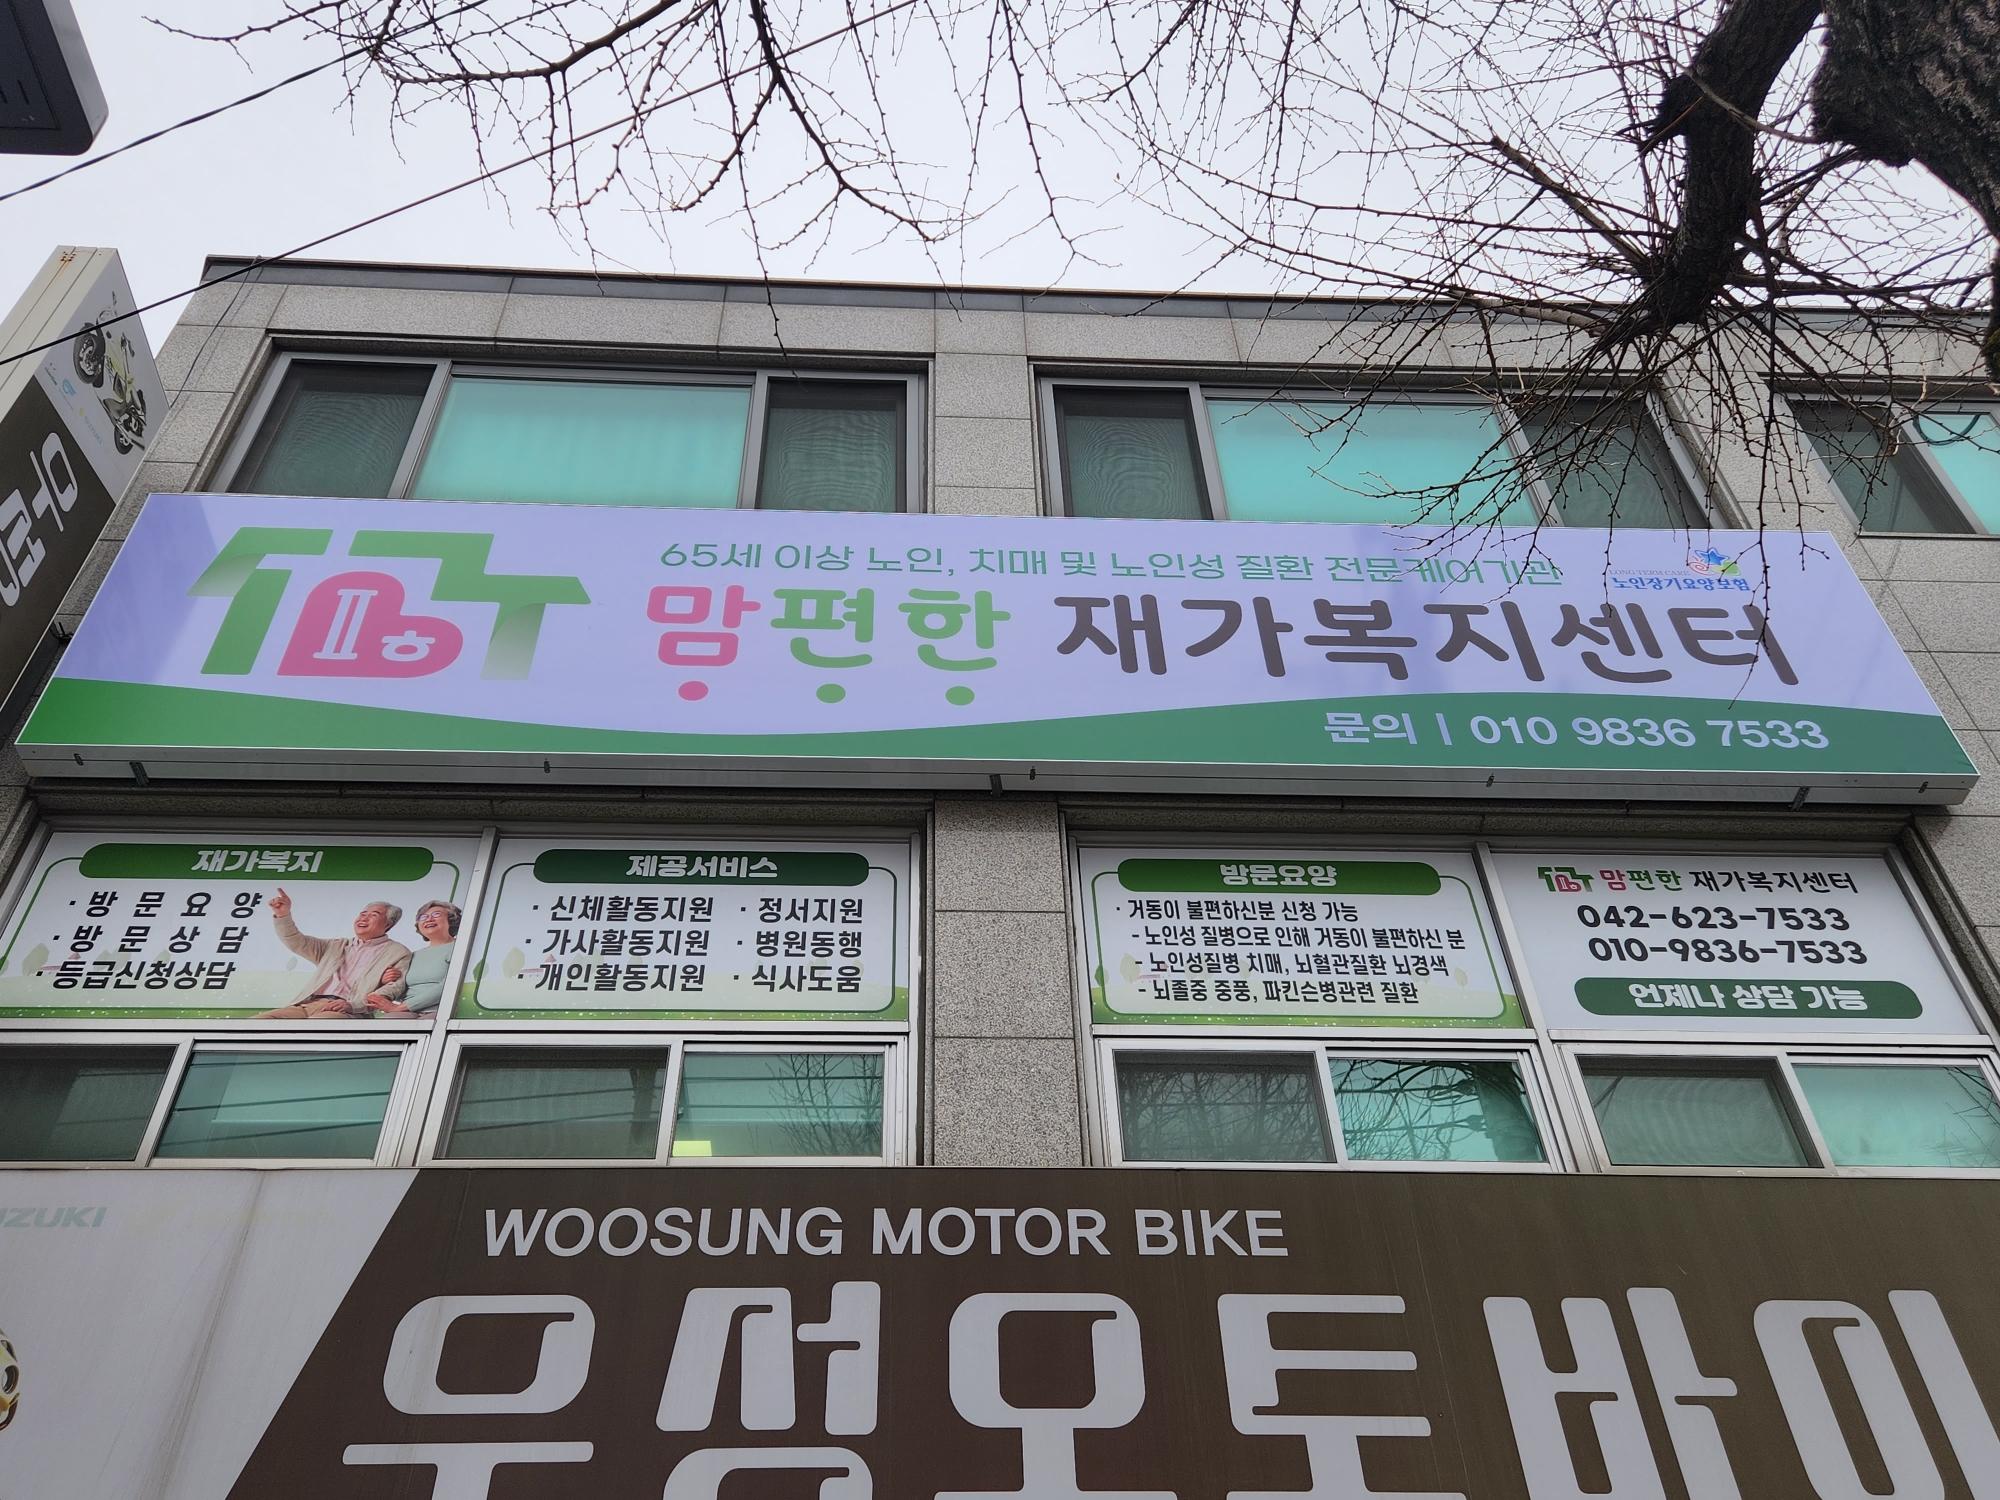 65세 이상 노인, 치매 및 노인성 질환 전문케어기관
LONG TERM CARE
노인장기요양보험
맘편한 재가복지센터
문의 | 010 9836 7533
재가복지
· 방문요양
· 방문상담
· 등급신청상담
제공서비스
· 신체활동지원 · 정서지원
· 가사활동지원 · 병원동행
· 개인활동지원 · 식사도움
방문요양
· 거동이 불편하신분 신청 가능
- 노인성 질병으로 인해 거동이 불편하신 분
- 노인성질병 치매, 뇌혈관질환 뇌경색
- 뇌졸중 중풍, 파킨슨병관련 질환
맘편한 재가복지센터
042-623-7533
010-9836-7533
언제나 상담 가능
WOOSUNG MOTOR BIKE
우성오토바이